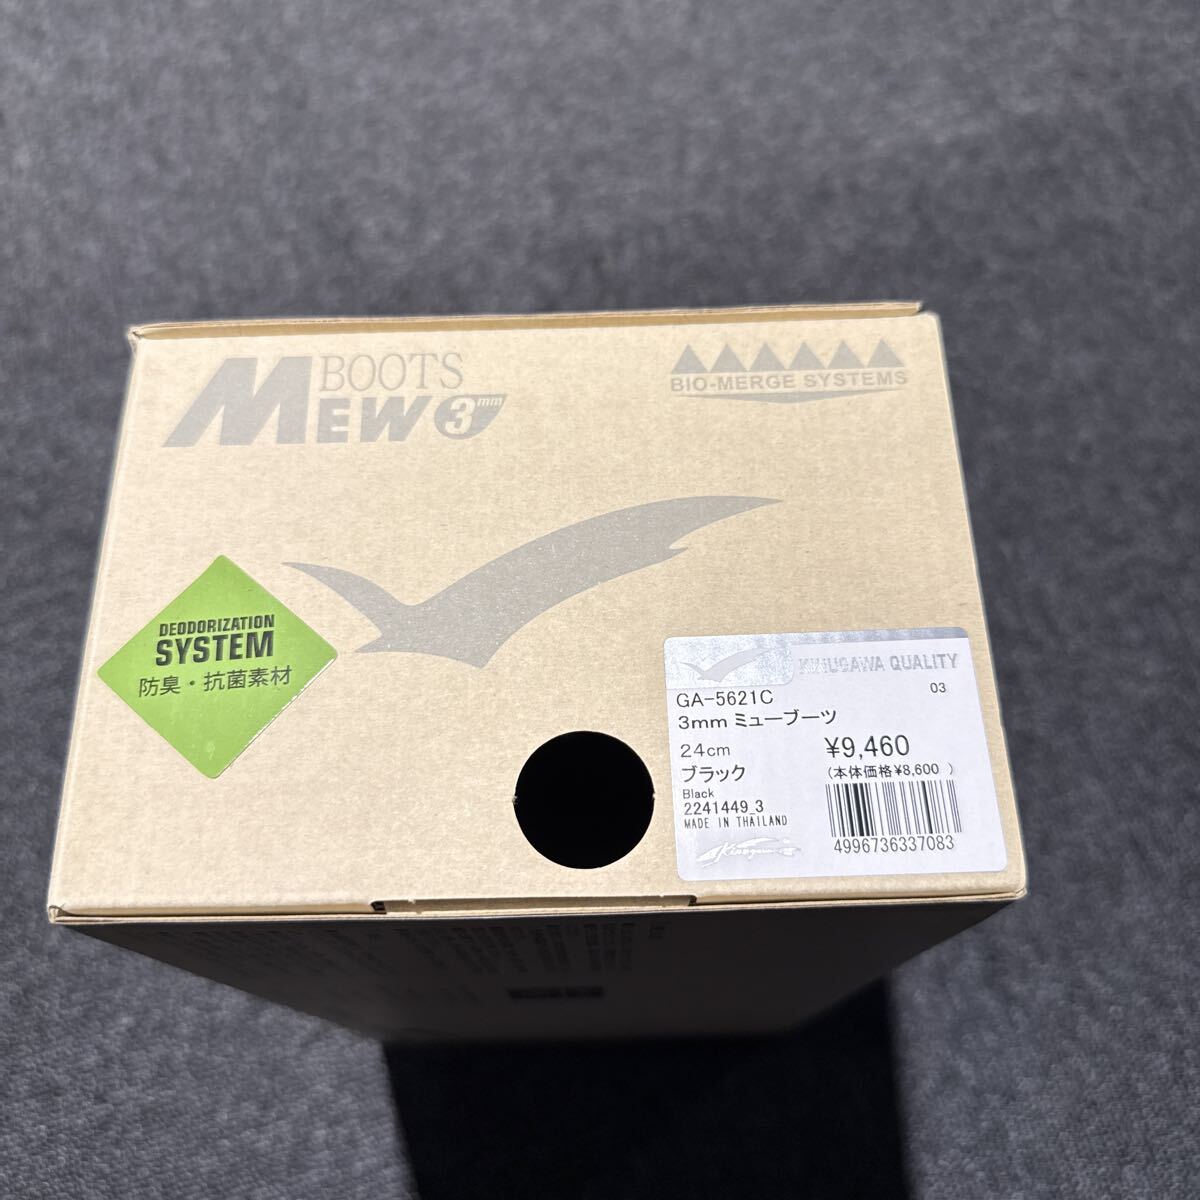 BOOTS
MEW 3mm
BIO-MERGE SYSTEMS
DEODORIZATION
SYSTEM
防臭・抗菌素材
KINUGAWA QUALITY
GA-5621C
03
3mm ミューブーツ
24cm
¥9,460
ブラック
(本体価格¥8,600 )
Black
2241449_3
MADE IN THAILAND
Kinugawa
4996736337083